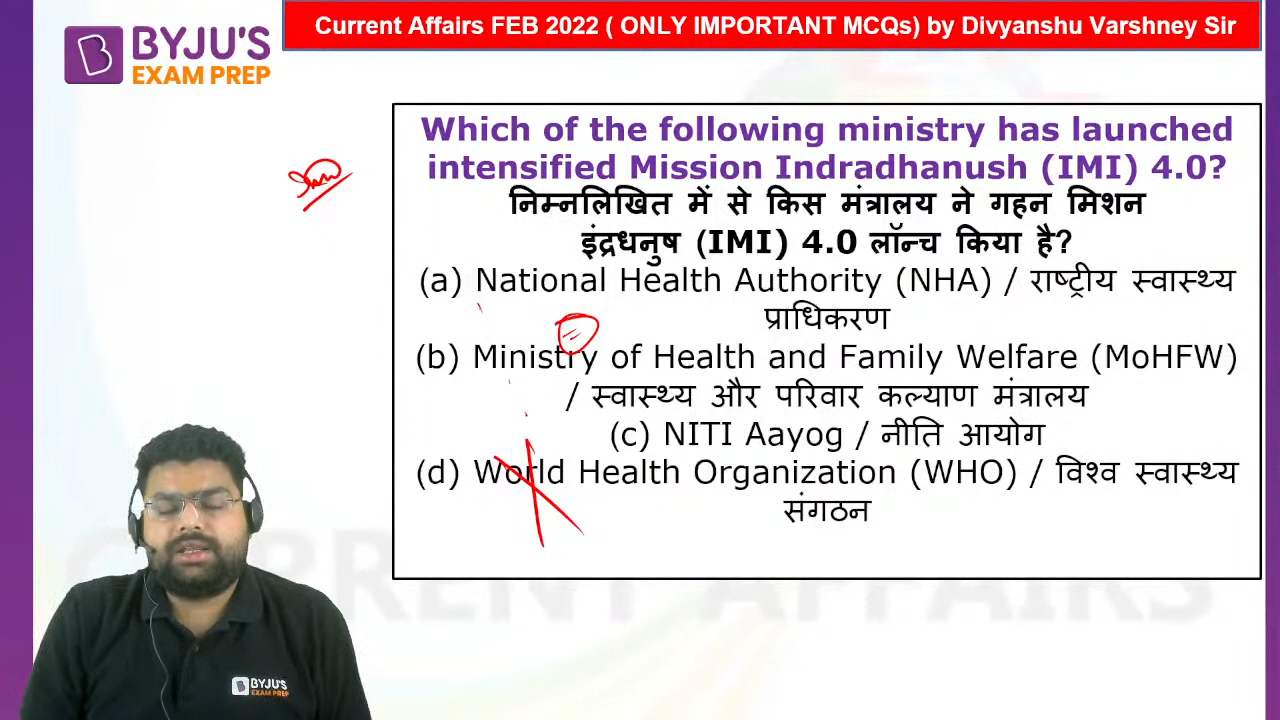 BYJU'S
EXAM PREP
Current Affairs FEB 2022 ( ONLY IMPORTANT MCQs) by Divyanshu Varshney Sir
Which of the following ministry has launched
intensified Mission Indradhanush (IMI) 4.0?
निम्नलिखित में से किस मंत्रालय ने गहन मिशन
इंद्रधनुष (IMI) 4.0 लॉन्च किया है?
(a) National Health Authority (NHA) / राष्ट्रीय स्वास्थ्य
प्राधिकरण
(b) Ministry of Health and Family Welfare (MoHFW)
/ स्वास्थ्य और परिवार कल्याण मंत्रालय
(c) NITI Aayog / नीति आयोग
(d) World Health Organization (WHO) / विश्व स्वास्थ्य
संगठन
CURRENT AFFAIRS
BYJU'S
EXAM PREP